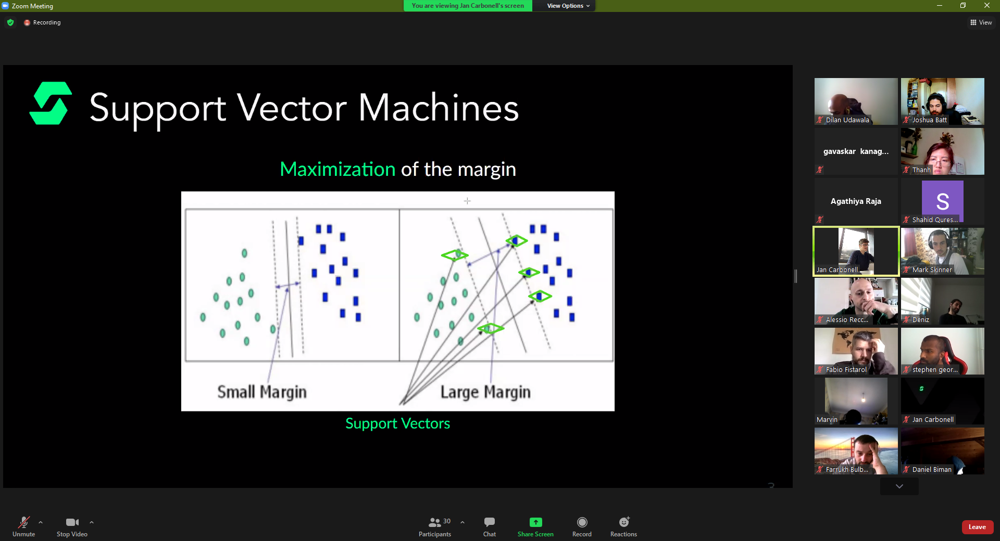 Zoom Meeting
You are viewing Jan Carbonell's screen
View Options
Recording
View
Support Vector Machines
Maximization of the margin
Small Margin
Large Margin
Support Vectors
3
Dilan Udawala
Joshua Batt
gavaskar kanag...
Thanh
Agathiya Raja
S
Shahid Qures...
Jan Carbonell
Mark Skinner
Alessio Recc...
Deniz
Fabio Fistarol
stephen geor...
Marvin
Jan Carbonell
Farrukh Bulb...
Daniel Biman
Unmute
Stop Video
30
Participants
Chat
Share Screen
Record
Reactions
Leave